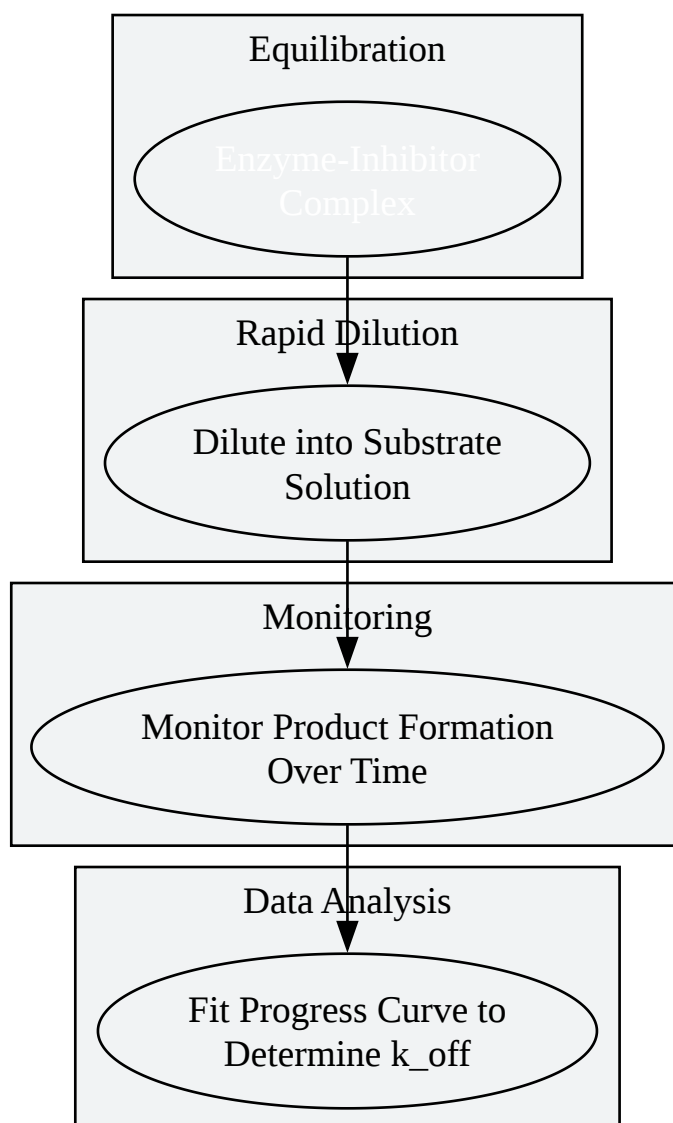 Equilibration
Enzyme-Inhibitor
Complex
Rapid Dilution
Dilute into Substrate
Solution
Monitoring
Monitor Product Formation
Over Time
Data Analysis
Fit Progress Curve to
Determine k_off